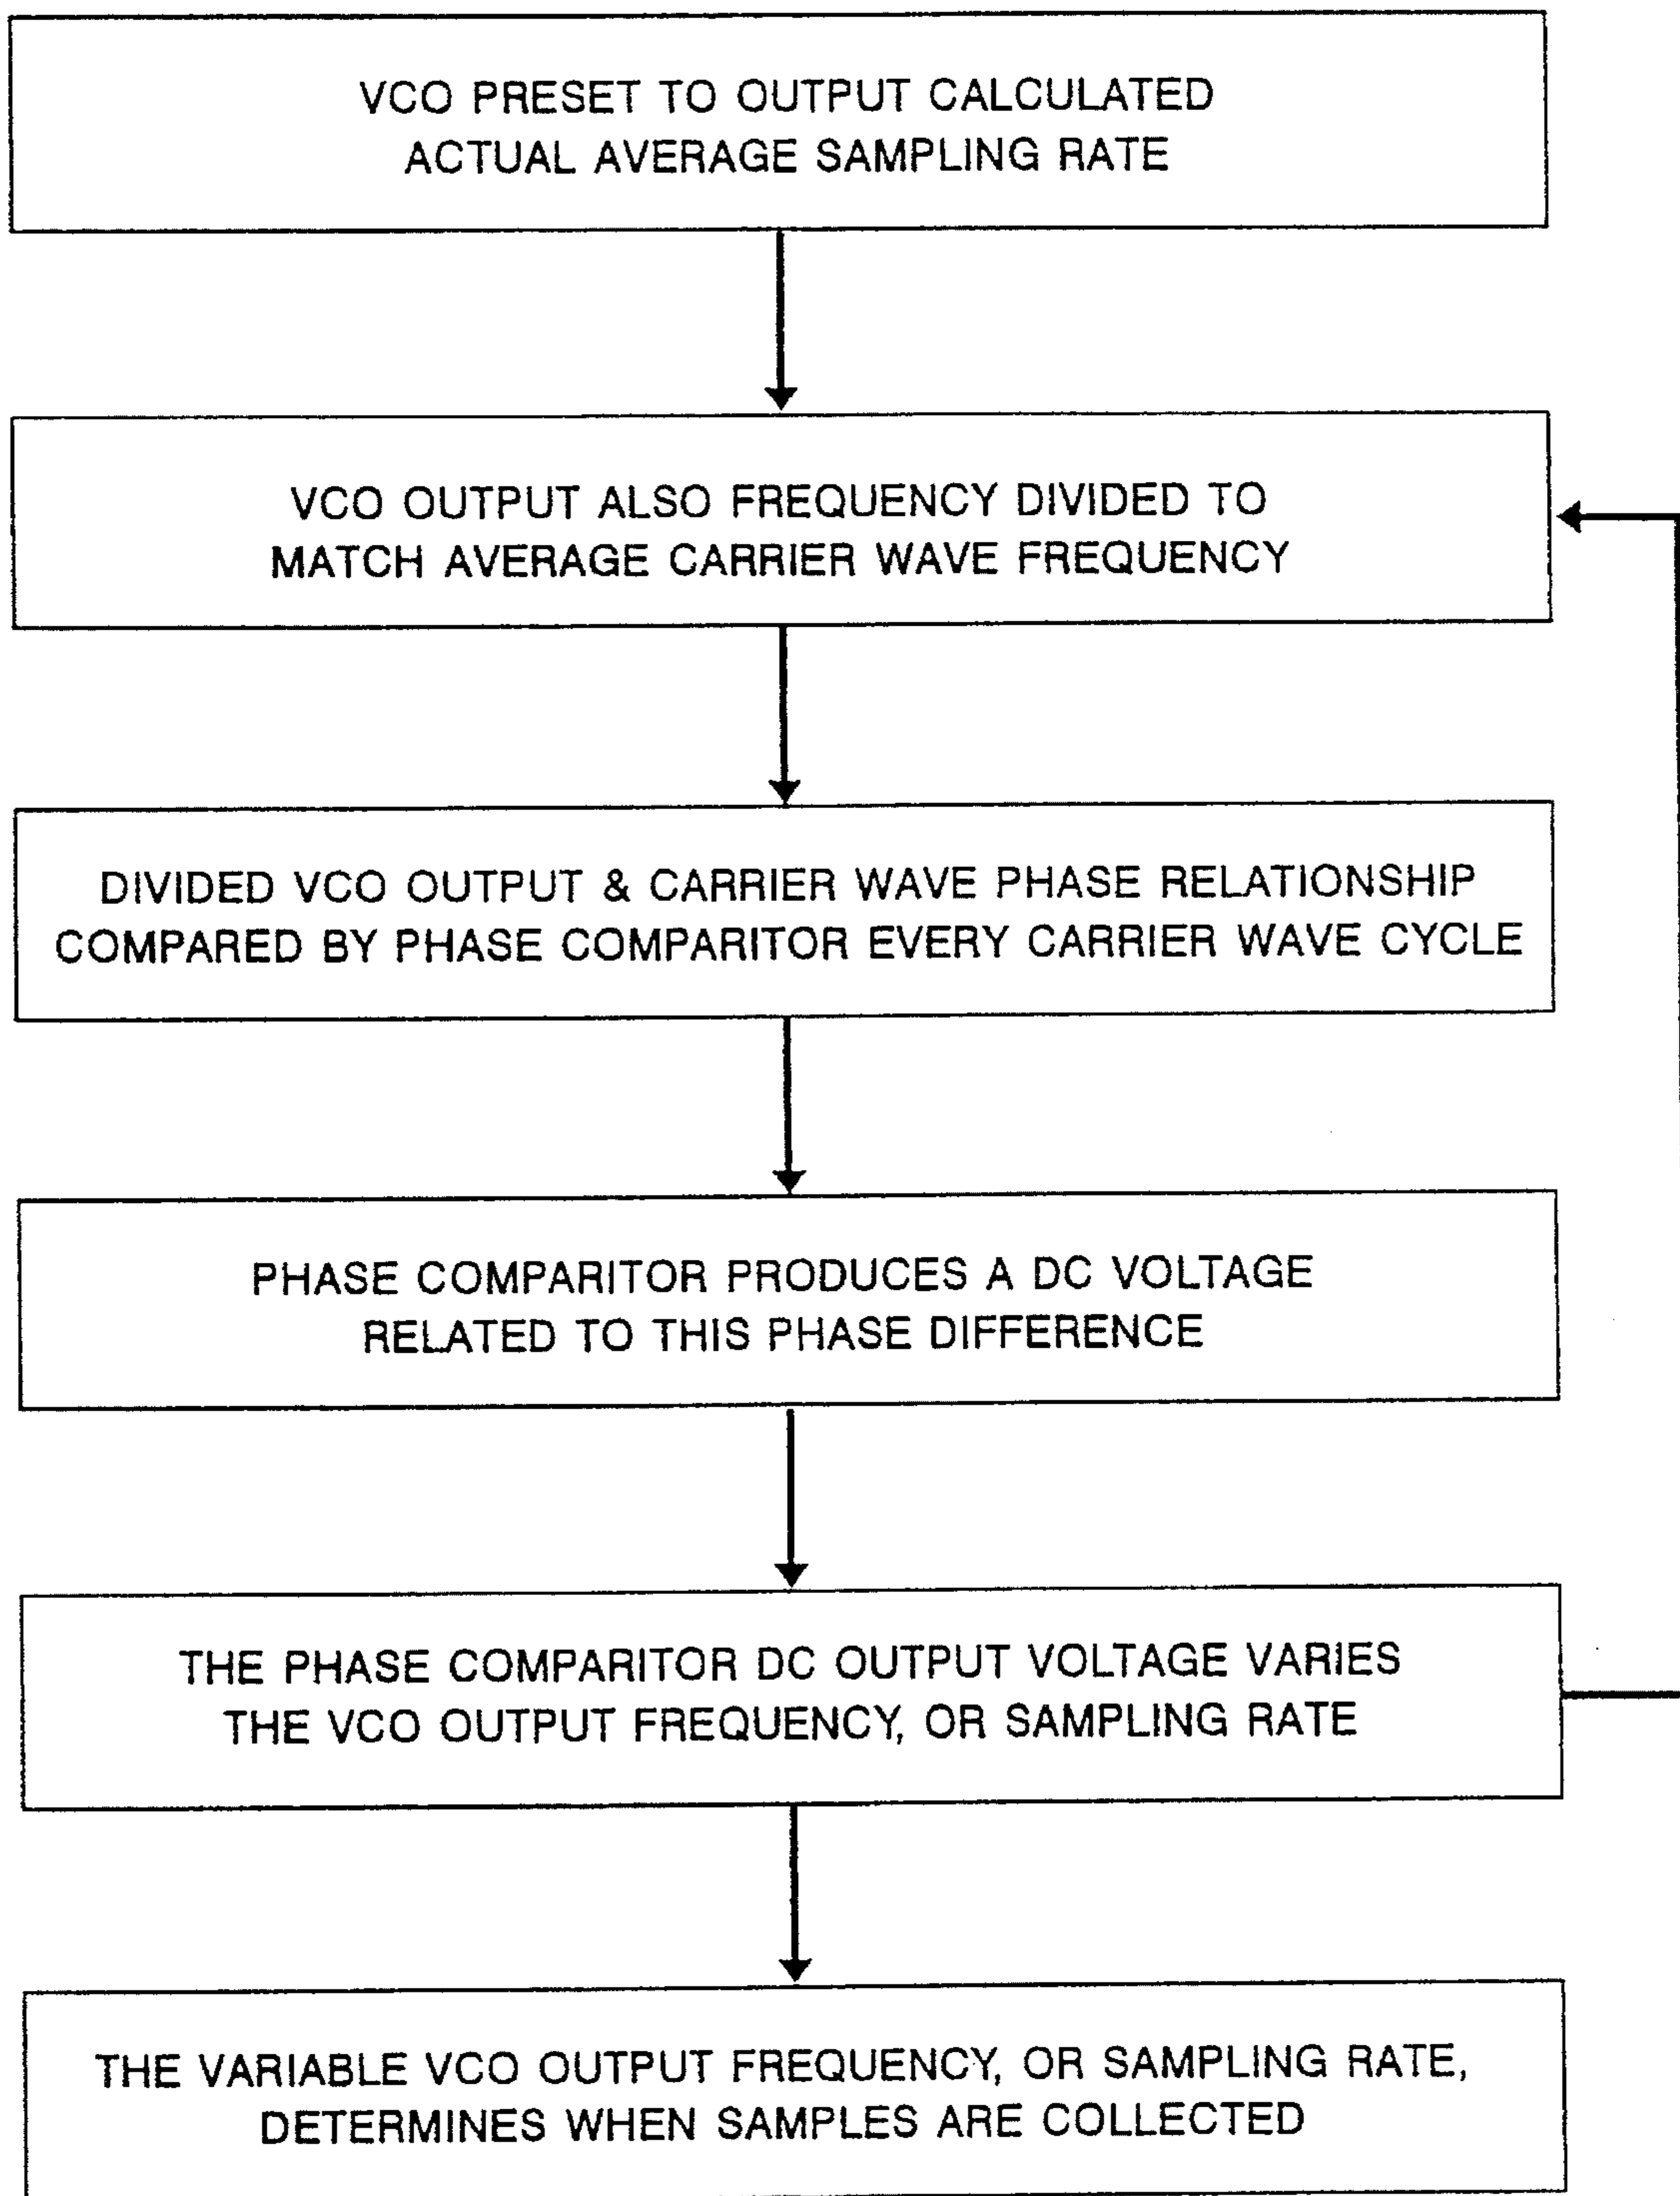 VCO PRESET TO OUTPUT CALCULATED
ACTUAL AVERAGE SAMPLING RATE
VCO OUTPUT ALSO FREQUENCY DIVIDED TO
MATCH AVERAGE CARRIER WAVE FREQUENCY
DIVIDED VCO OUTPUT & CARRIER WAVE PHASE RELATIONSHIP
COMPARED BY PHASE COMPARITOR EVERY CARRIER WAVE CYCLE
PHASE COMPARITOR PRODUCES A DC VOLTAGE
RELATED TO THIS PHASE DIFFERENCE
THE PHASE COMPARITOR DC OUTPUT VOLTAGE VARIES
THE VCO OUTPUT FREQUENCY, OR SAMPLING RATE
THE VARIABLE VCO OUTPUT FREQUENCY, OR SAMPLING RATE,
DETERMINES WHEN SAMPLES ARE COLLECTED